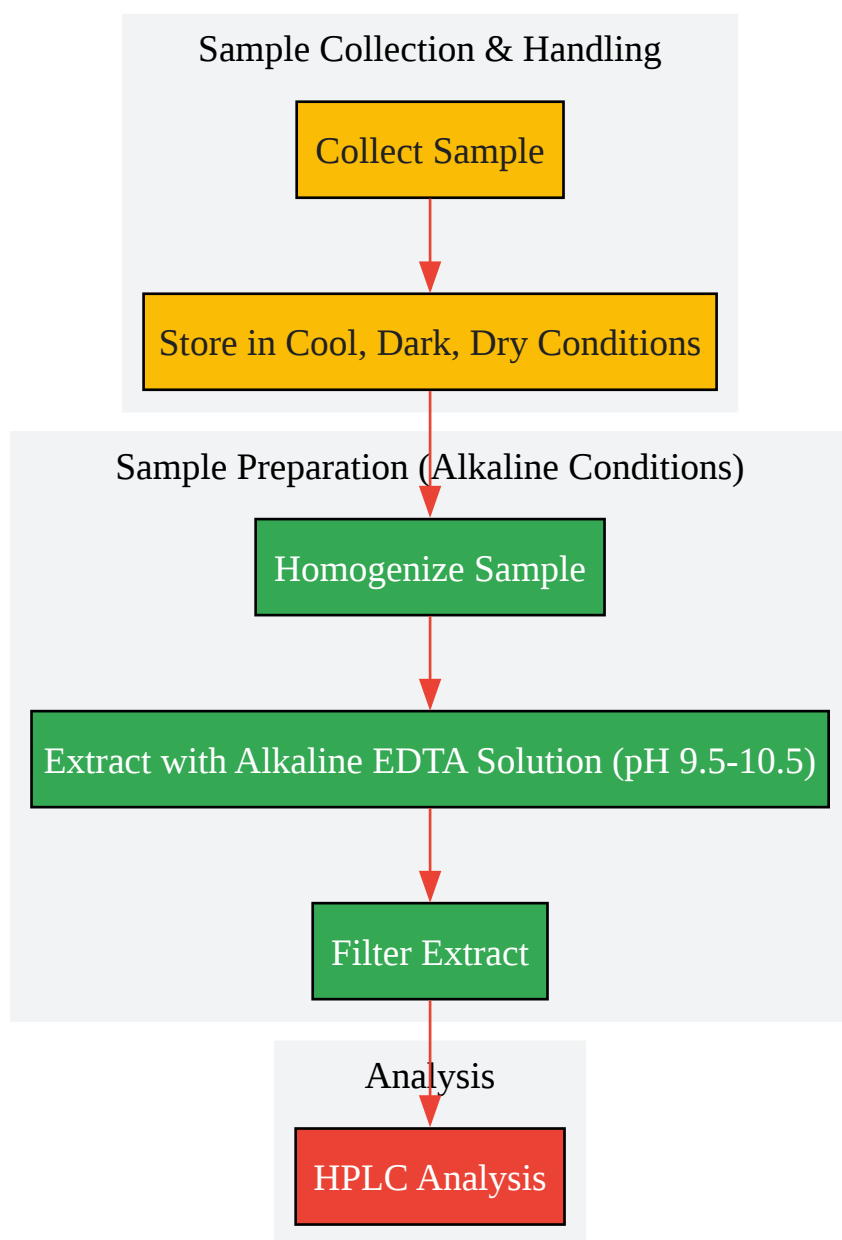 Sample Collection & Handling
Collect Sample
Store in Cool, Dark, Dry Conditions
Sample Preparation (Alkaline Conditions)
Homogenize Sample
Extract with Alkaline EDTA Solution (pH 9.5-10.5)
Filter Extract
Analysis
HPLC Analysis